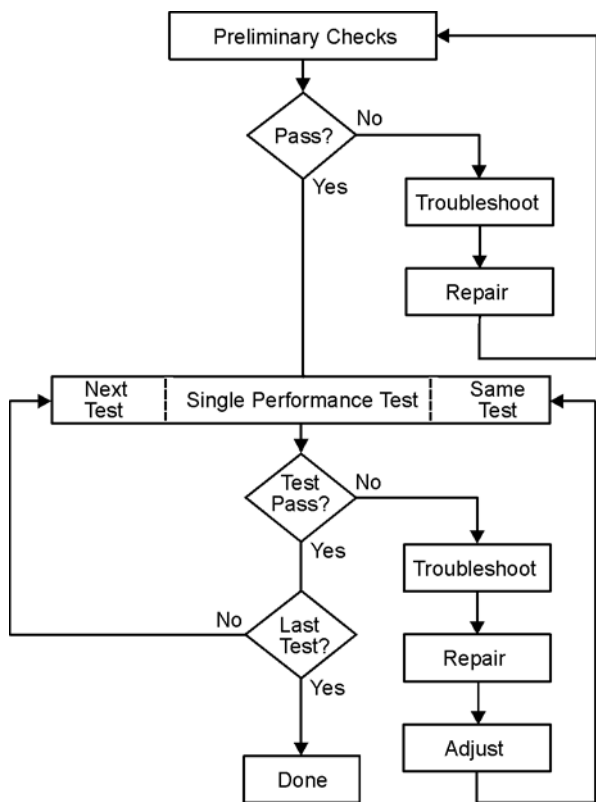 Preliminary Checks
Pass?
No
Yes
Troubleshoot
Repair
Next
Test
Single Performance Test
Same
Test
Test
Pass?
No
Yes
Troubleshoot
No
Last
Test?
Yes
Repair
Adjust
Done